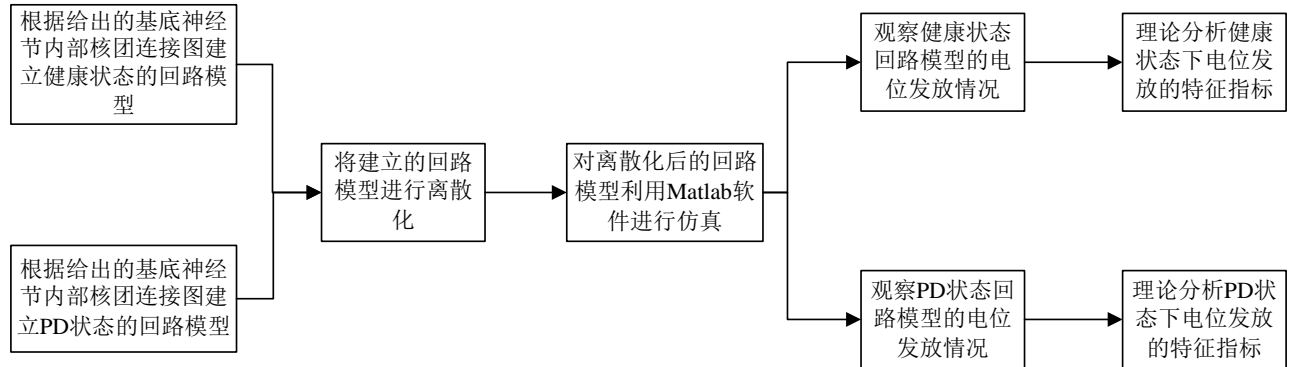 根据给出的基底神经
节内部核团连接图建
立健康状态的回路模
型
根据给出的基底神经
节内部核团连接图建
立PD状态的回路模型
将建立的回路
模型进行离散
化
对离散化后的回路
模型利用Matlab软
件进行仿真
观察健康状态
回路模型的电
位发放情况
理论分析健康
状态下电位发
放的特征指标
观察PD状态回
路模型的电位
发放情况
理论分析PD状
态下电位发放
的特征指标